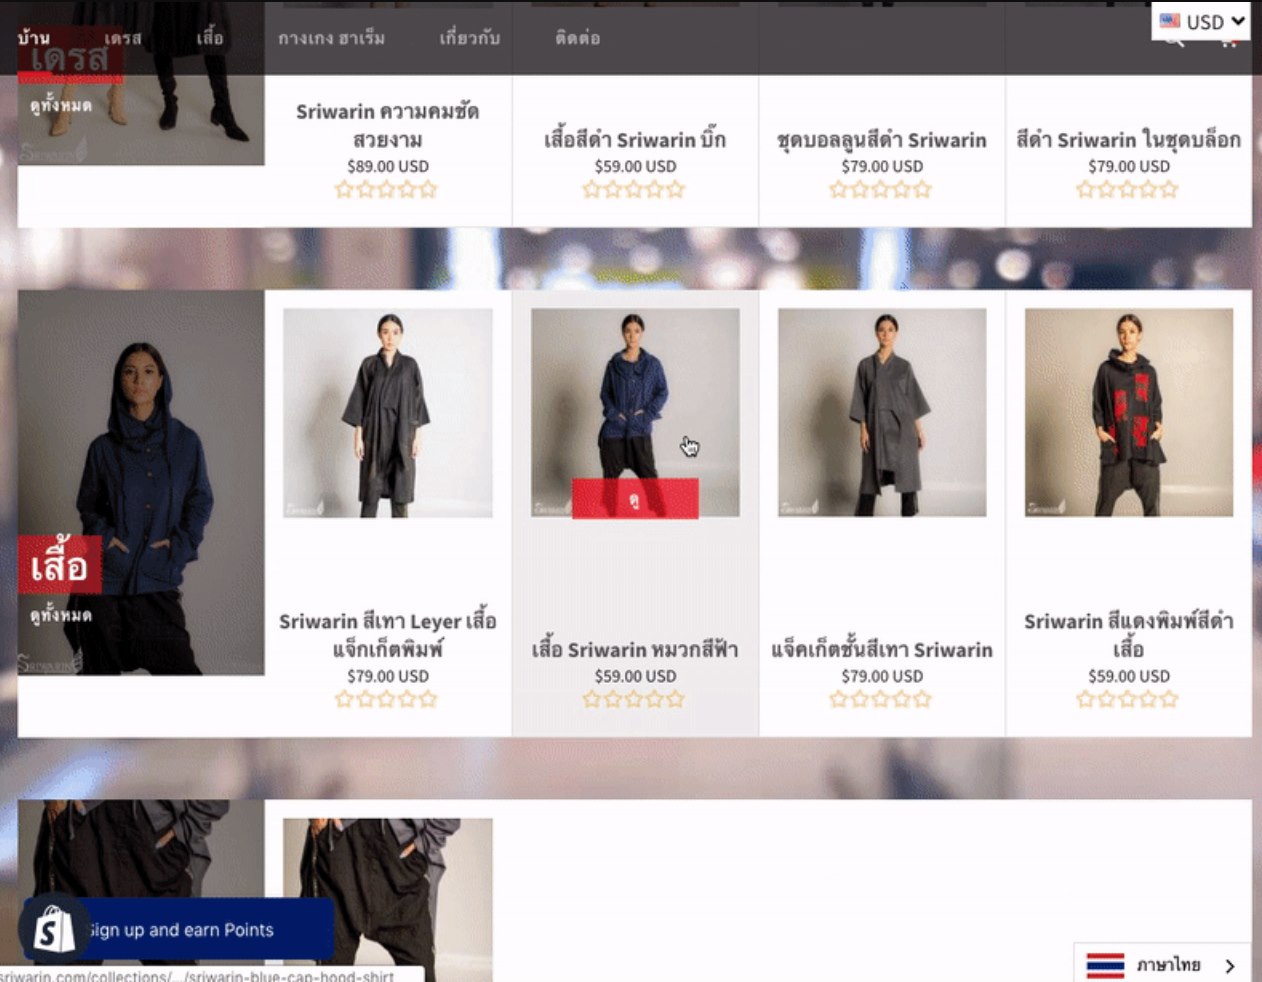 USD
บ้าน
เดรส
เสื้อ
กางเกง ฮาเร็ม
เกี่ยวกับ
ติดต่อ
เดรส
ดูทั้งหมด
SRIWARIN
Sriwarin ความคมชัด
สวยงาม
$89.00 USD
เสื้อสีดำ Sriwarin บิ๊ก
$59.00 USD
ชุดบอลลูนสีดำ Sriwarin
$79.00 USD
สีดำ Sriwarin ในชุดบล็อก
$79.00 USD
เสื้อ
ดูทั้งหมด
SRIWARIN
Sriwarin สีเทา Leyer เสื้อ
แจ็กเก็ตพิมพ์
$79.00 USD
ดู
เสื้อ Sriwarin หมวกสีฟ้า
$59.00 USD
แจ็คเก็ตชั้นสีเทา Sriwarin
$79.00 USD
Sriwarin สีแดงพิมพ์สีดำ
เสื้อ
$59.00 USD
Sign up and earn Points
sriwarin.com/collections/.../sriwarin-blue-cap-hood-shirt
ภาษาไทย